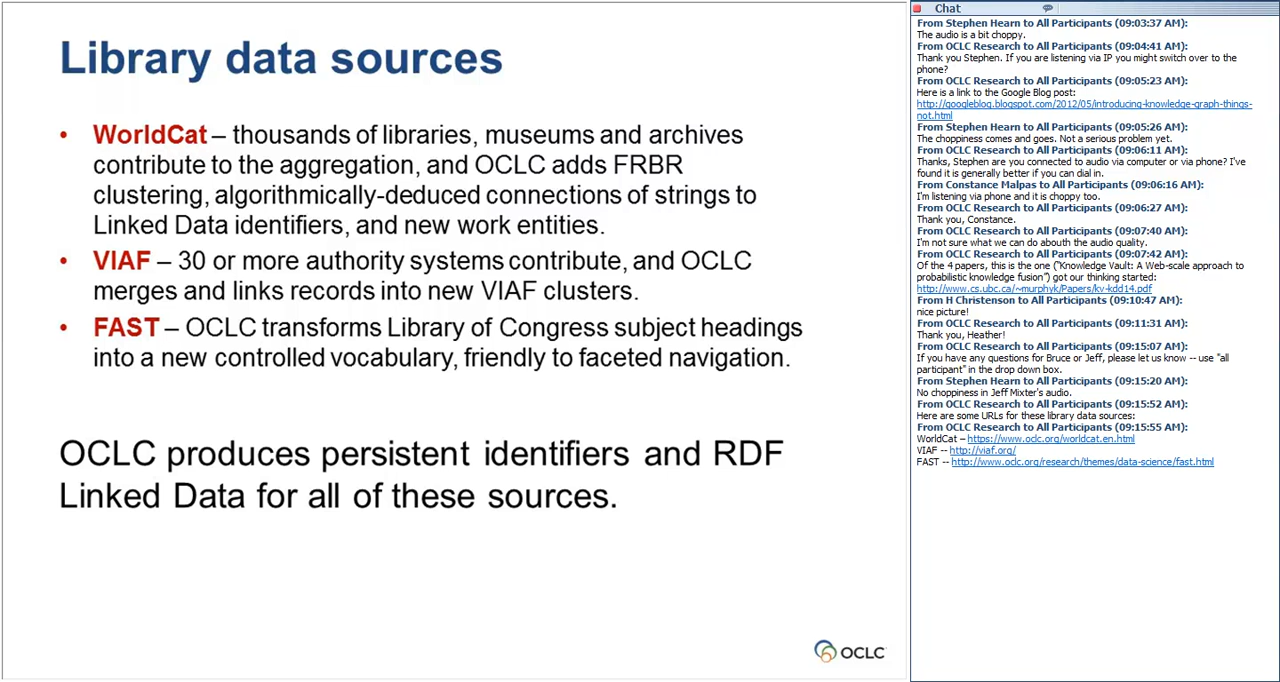 Library data sources
• WorldCat – thousands of libraries, museums and archives
contribute to the aggregation, and OCLC adds FRBR
clustering, algorithmically-deduced connections of strings to
Linked Data identifiers, and new work entities.
• VIAF – 30 or more authority systems contribute, and OCLC
merges and links records into new VIAF clusters.
• FAST – OCLC transforms Library of Congress subject headings
into a new controlled vocabulary, friendly to faceted navigation.
OCLC produces persistent identifiers and RDF
Linked Data for all of these sources.
OCLC
Chat
From Stephen Hearn to All Participants (09:03:37 AM):
The audio is a bit choppy.
From OCLC Research to All Participants (09:04:41 AM):
Thank you Stephen. If you are listening via IP you might switch over to the
phone?
From OCLC Research to All Participants (09:05:23 AM):
Here is a link to the Google Blog post:
http://googleblog.blogspot.com/2012/05/introducing-knowledge-graph-things-
not.html
From Stephen Hearn to All Participants (09:05:26 AM):
The choppiness comes and goes. Not a serious problem yet.
From OCLC Research to All Participants (09:06:11 AM):
Thanks, Stephen are you connected to audio via computer or via phone? I've
found it is generally better if you can dial in.
From Constance Malpas to All Participants (09:06:16 AM):
I'm listening via phone and it is choppy too.
From OCLC Research to All Participants (09:06:27 AM):
Thank you, Constance.
From OCLC Research to All Participants (09:07:40 AM):
I'm not sure what we can do abouth the audio quality.
From OCLC Research to All Participants (09:07:42 AM):
Of the 4 papers, this is the one ("Knowledge Vault: A Web-scale approach to
probabilistic knowledge fusion") got our thinking started:
http://www.cs.ubc.ca/~murphyk/Papers/kv-kdd14.pdf
From H Christenson to All Participants (09:10:47 AM):
nice picture!
From OCLC Research to All Participants (09:11:31 AM):
Thank you, Heather!
From OCLC Research to All Participants (09:15:07 AM):
If you have any questions for Bruce or Jeff, please let us know -- use "all
participant" in the drop down box.
From Stephen Hearn to All Participants (09:15:20 AM):
No choppiness in Jeff Mixter's audio.
From OCLC Research to All Participants (09:15:52 AM):
Here are some URLs for these library data sources:
From OCLC Research to All Participants (09:15:55 AM):
WorldCat – https://www.oclc.org/worldcat.en.html
VIAF -- http://viaf.org/
FAST -- http://www.oclc.org/research/themes/data-science/fast.html